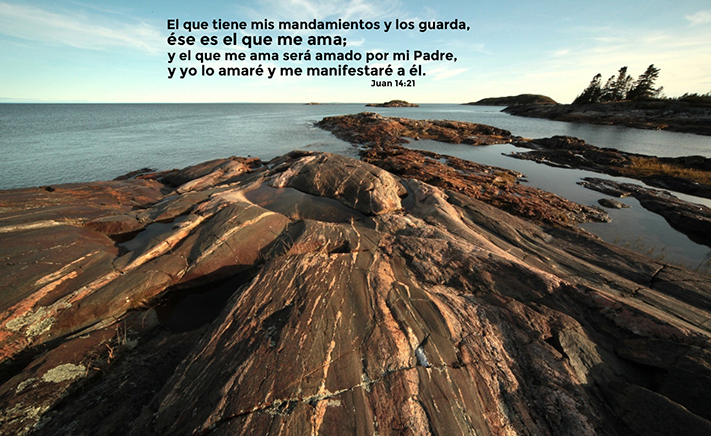 El que tiene mis mandamientos y los guarda,
ése es el que me ama;
y el que me ama será amado por mi Padre,
y yo lo amaré y me manifestaré a él.
Juan 14:21